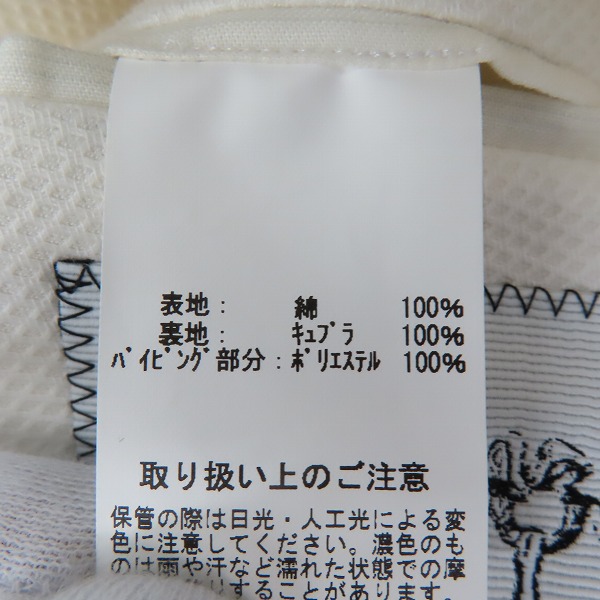 表地： 綿 100%
裏地： ｷｭﾌﾟﾗ 100%
ﾊﾟｲﾋﾟﾝｸﾞ部分：ﾎﾟﾘｴｽﾃﾙ 100%
取り扱い上のご注意
保管の際は日光・人工光による変
色に注意してください。濃色のも
のは雨や汗など濡れた状態での摩
することがあります。